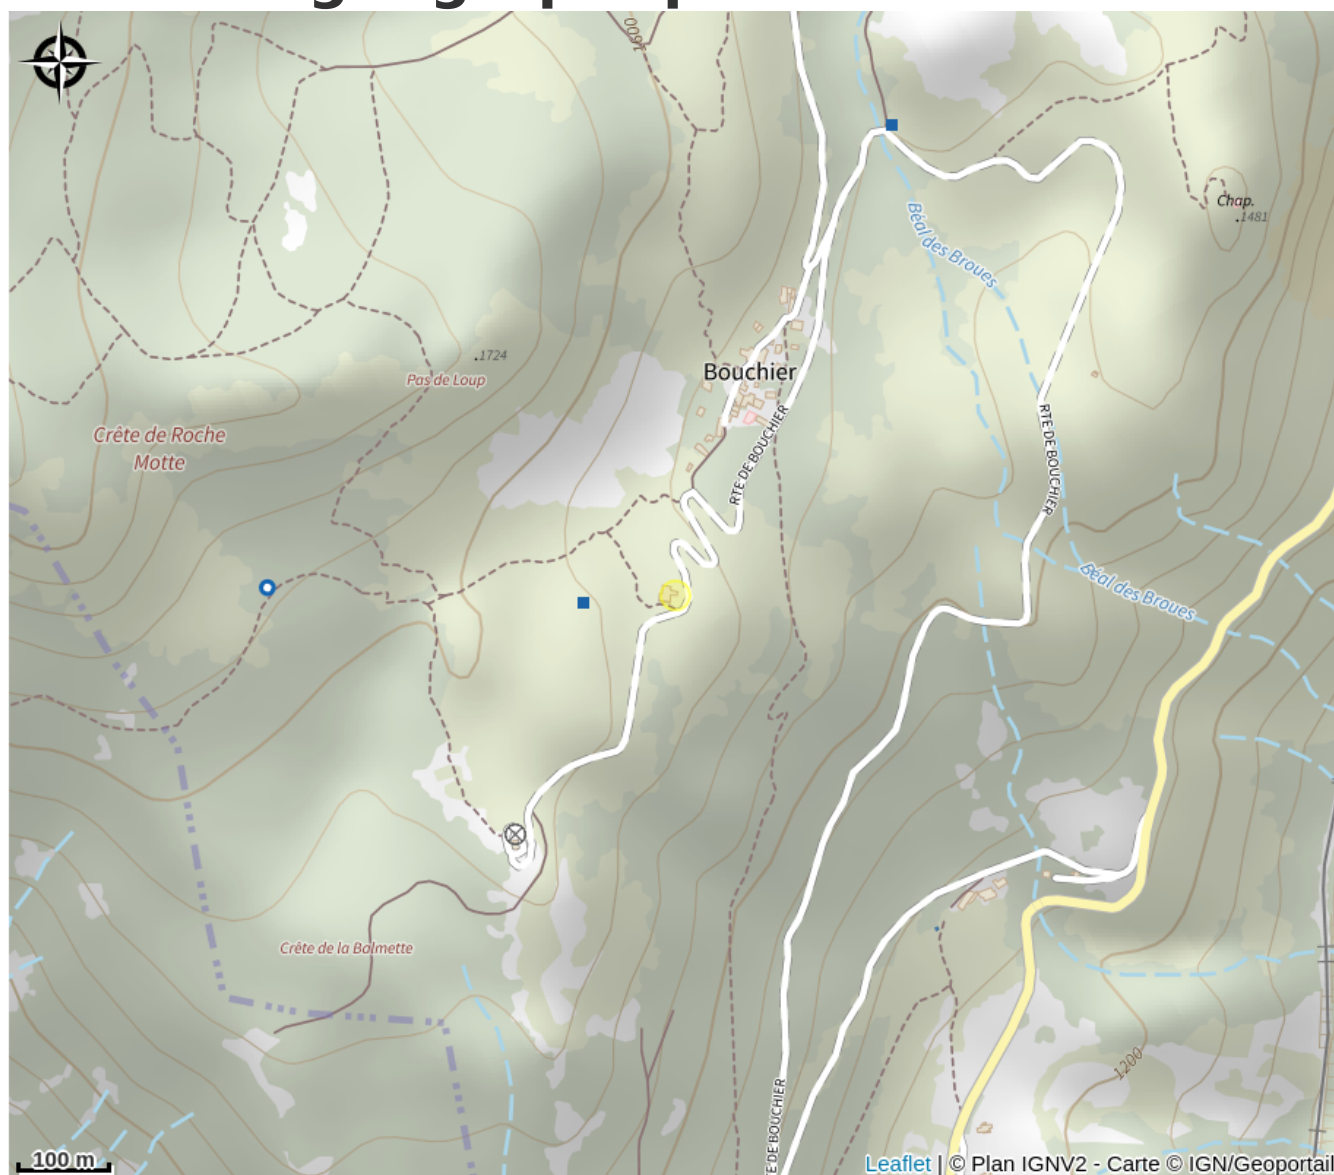 1600
Chap.
.1481
Béal des Broues
.1724
Pas de Loup
Bouchier
Crête de Roche
Motte
RTE DE BOUCHIER
RTE DE BOUCHIER
Béal des Broues
Crête de la Balmette
1200
TE DE BOUCHIER
100 m
Leaflet | © Plan IGNV2 - Carte © IGN/Geoportail